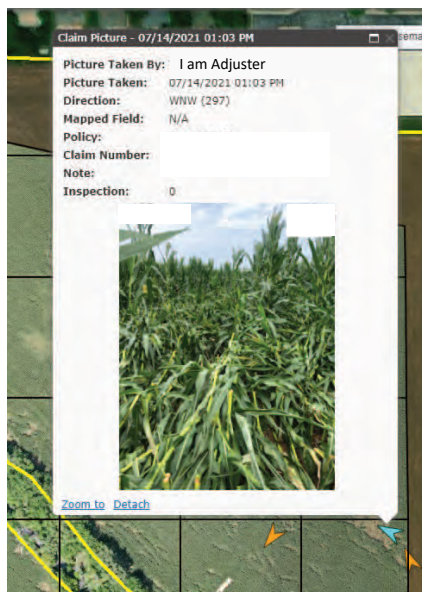 Claim Picture - 07/14/2021 01:03 PM
Picture Taken By: I am Adjuster
Picture Taken: 07/14/2021 01:03 PM
Direction: WNW (297)
Mapped Field: N/A
Policy:
Claim Number:
Note:
Inspection: 0
Zoom to Detach